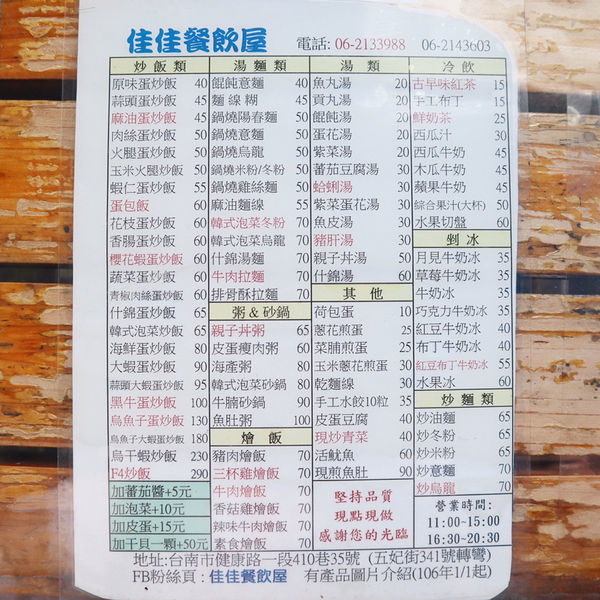 佳佳餐飲屋 電話: 06-2133988 06-2143603
炒飯類
原味蛋炒飯 40
蒜頭蛋炒飯 45
麻油蛋炒飯 45
肉絲蛋炒飯 50
火腿蛋炒飯 50
玉米火腿炒飯 50
蝦仁蛋炒飯 55
蛋包飯 60
花枝蛋炒飯 60
香腸蛋炒飯 60
櫻花蝦蛋炒飯 60
蔬菜蛋炒飯 60
青椒肉絲蛋炒飯 60
什錦蛋炒飯 65
韓式泡菜炒飯 65
海鮮蛋炒飯 80
大蝦蛋炒飯 90
蒜頭大蝦蛋炒飯 95
黑牛蛋炒飯 100
烏魚子蛋炒飯 130
烏魚子大蝦蛋炒飯 180
烏干蝦蛋炒飯 230
F4炒飯 290
加蕃茄醬+5元
加泡菜+10元
加皮蛋+15元
加干貝一顆+50元
湯麵類
餛飩意麵 40
麵線糊 45
鍋燒陽春麵 50
鍋燒意麵 50
鍋燒烏龍 50
鍋燒米粉/冬粉 50
鍋燒雞絲麵 50
麻油麵線 55
韓式泡菜冬粉 70
韓式泡菜烏龍 70
什錦湯麵 70
牛肉拉麵 70
排骨酥拉麵 70
粥&砂鍋
親子丼粥 65
皮蛋瘦肉粥 60
海產粥 80
韓式泡菜砂鍋 80
牛腩砂鍋 90
魚肚粥 100
燴飯
豬肉燴飯 70
三杯雞燴飯 70
牛肉燴飯 70
香菇雞燴飯 70
辣味牛肉燴飯 70
素食燴飯 70
湯類
魚丸湯 20
貢丸湯 20
餛飩湯 20
蛋花湯 20
紫菜湯 20
蕃茄豆腐湯 30
蛤蜊湯 30
紫菜蛋花湯 30
魚皮湯 30
豬肝湯 30
親子丼湯 50
什錦湯 60
其他
荷包蛋 10
蔥花煎蛋 25
菜脯煎蛋 25
玉米蔥花煎蛋 30
乾麵線 30
手工水餃10粒 35
皮蛋豆腐 40
現炒青菜 40
活魷魚 60
現煎魚肚 90
堅持品質
現點現做
感謝您的光臨
冷飲
古早味紅茶 15
手工布丁 15
鮮奶茶 25
西瓜汁 30
西瓜牛奶 45
木瓜牛奶 45
蘋果牛奶 45
綜合果汁(大杯) 50
水果切盤 60
剉冰
月見牛奶冰 35
草莓牛奶冰 35
牛奶冰 35
巧克力牛奶冰 35
紅豆牛奶冰 40
布丁牛奶冰 40
紅豆布丁牛奶冰 55
水果冰 60
炒麵類
炒油麵 65
炒冬粉 65
炒米粉 65
炒意麵 70
炒烏龍 70
營業時間:
11:00-15:00
16:30~20:30
地址:台南市健康路一段410巷35號 (五妃街341號轉彎)
FB粉絲頁: 佳佳餐飲屋 有產品圖片介紹(106年1/1起)